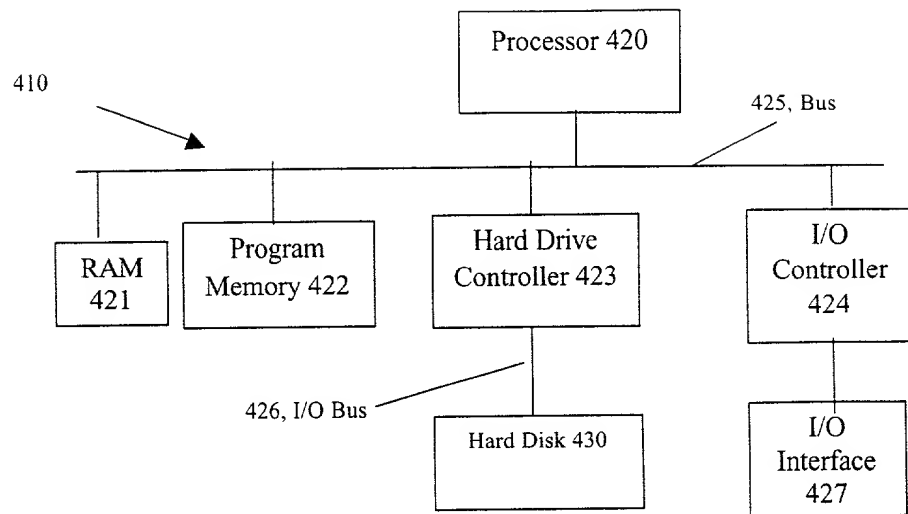 Processor 420
410
425, Bus
RAM
421
Program
Memory 422
Hard Drive
Controller 423
I/O
Controller
424
426, I/O Bus
Hard Disk 430
I/O
Interface
427